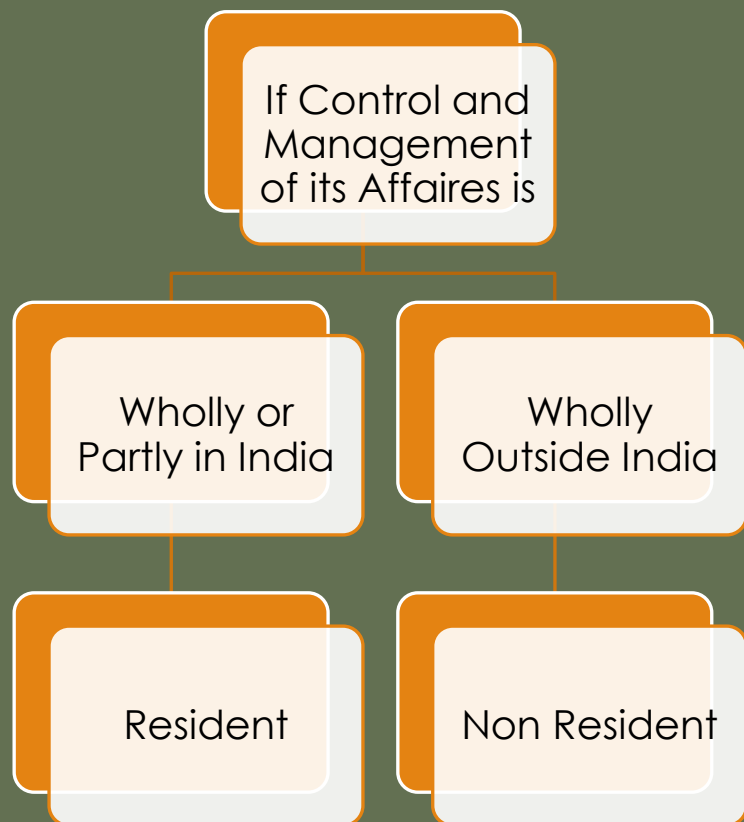 If Control and
Management
of its Affaires is
Wholly or
Partly in India
Wholly
Outside India
Resident
Non Resident